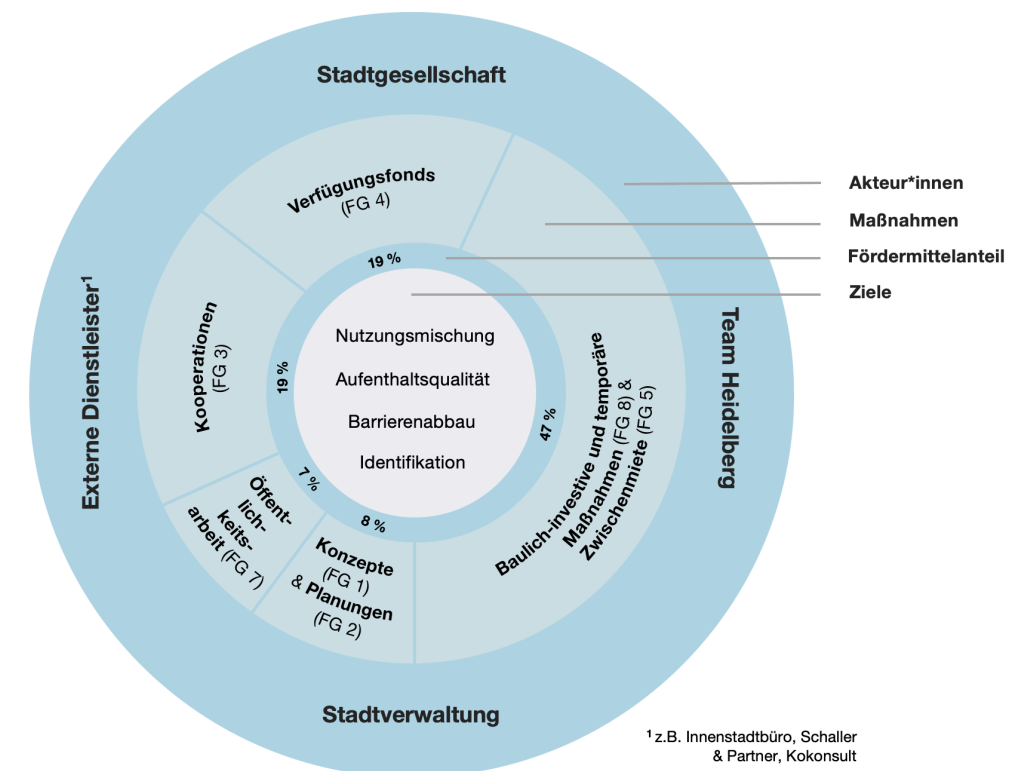 Stadtgesellschaft
Verfügungsfonds
(FG 4)
19 %
Akteur*innen
Maßnahmen
Fördermittelanteil
Ziele
Externe Dienstleister¹
Kooperationen
(FG 3)
19 %
Nutzungsmischung
Aufenthaltsqualität
Barrierenabbau
Identifikation
47 %
Baulich-investive und temporäre
Maßnahmen (FG 8) &
Zwischenmiete (FG 5)
Team Heidelberg
7 %
Öffent-
lich-
keits-
arbeit (FG 7)
8 %
Konzepte
(FG 1)
& Planungen
(FG 2)
Stadtverwaltung
¹ z.B. Innenstadtbüro, Schaller
& Partner, Kokonsult